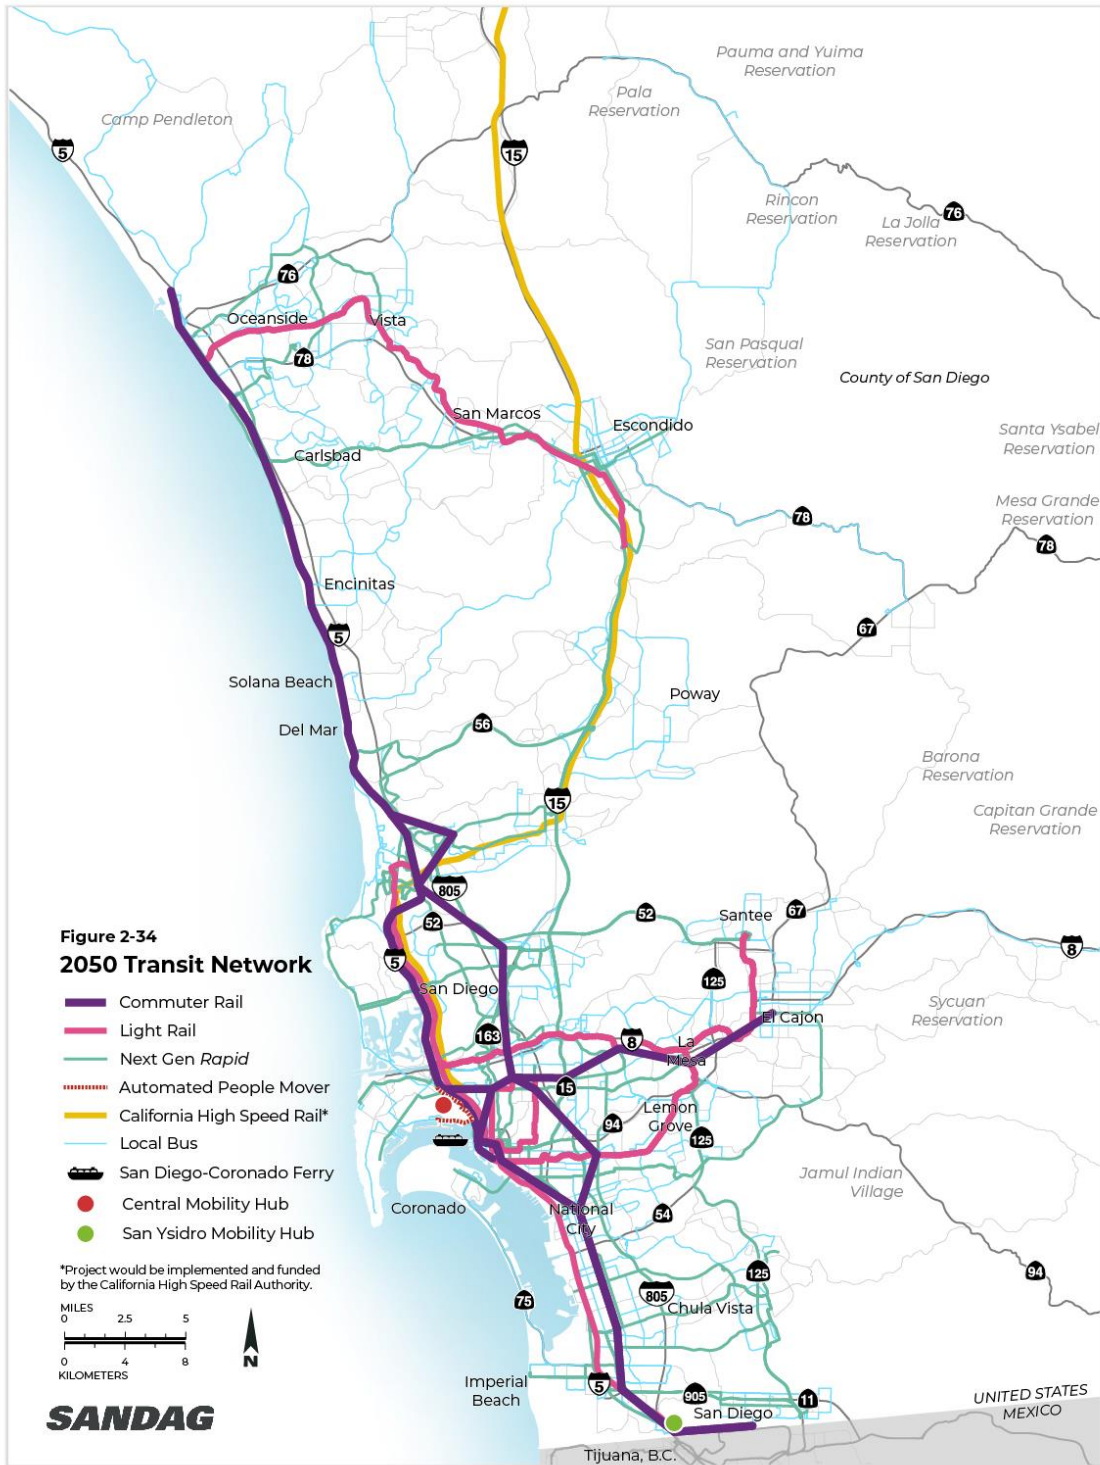 Pauma and Yuima
Reservation
Pala
Reservation
Camp Pendleton
5
15
Rincon
Reservation
La Jolla
Reservation
76
76
Oceanside
Vista
78
San Pasqual
Reservation
County of San Diego
San Marcos
Escondido
Santa Ysabel
Reservation
Carlsbad
Mesa Grande
Reservation
78
78
Encinitas
5
67
Solana Beach
Poway
Del Mar
56
Barona
Reservation
15
Capitan Grande
Reservation
805
52
52
Santee
67
8
5
San Diego
125
Sycuan
Reservation
163
8
El Cajon
La
Mesa
15
94
Lemon
Grove
125
Jamul Indian
Village
Coronado
National
City
54
94
125
75
805
Chula Vista
Imperial
Beach
5
905
11
San Diego
UNITED STATES
MEXICO
Tijuana, B.C.
Figure 2-34
2050 Transit Network
Commuter Rail
Light Rail
Next Gen Rapid
Automated People Mover
California High Speed Rail*
Local Bus
San Diego-Coronado Ferry
Central Mobility Hub
San Ysidro Mobility Hub
*Project would be implemented and funded
by the California High Speed Rail Authority.
MILES
0 2.5 5
0 4 8
KILOMETERS
N
SANDAG